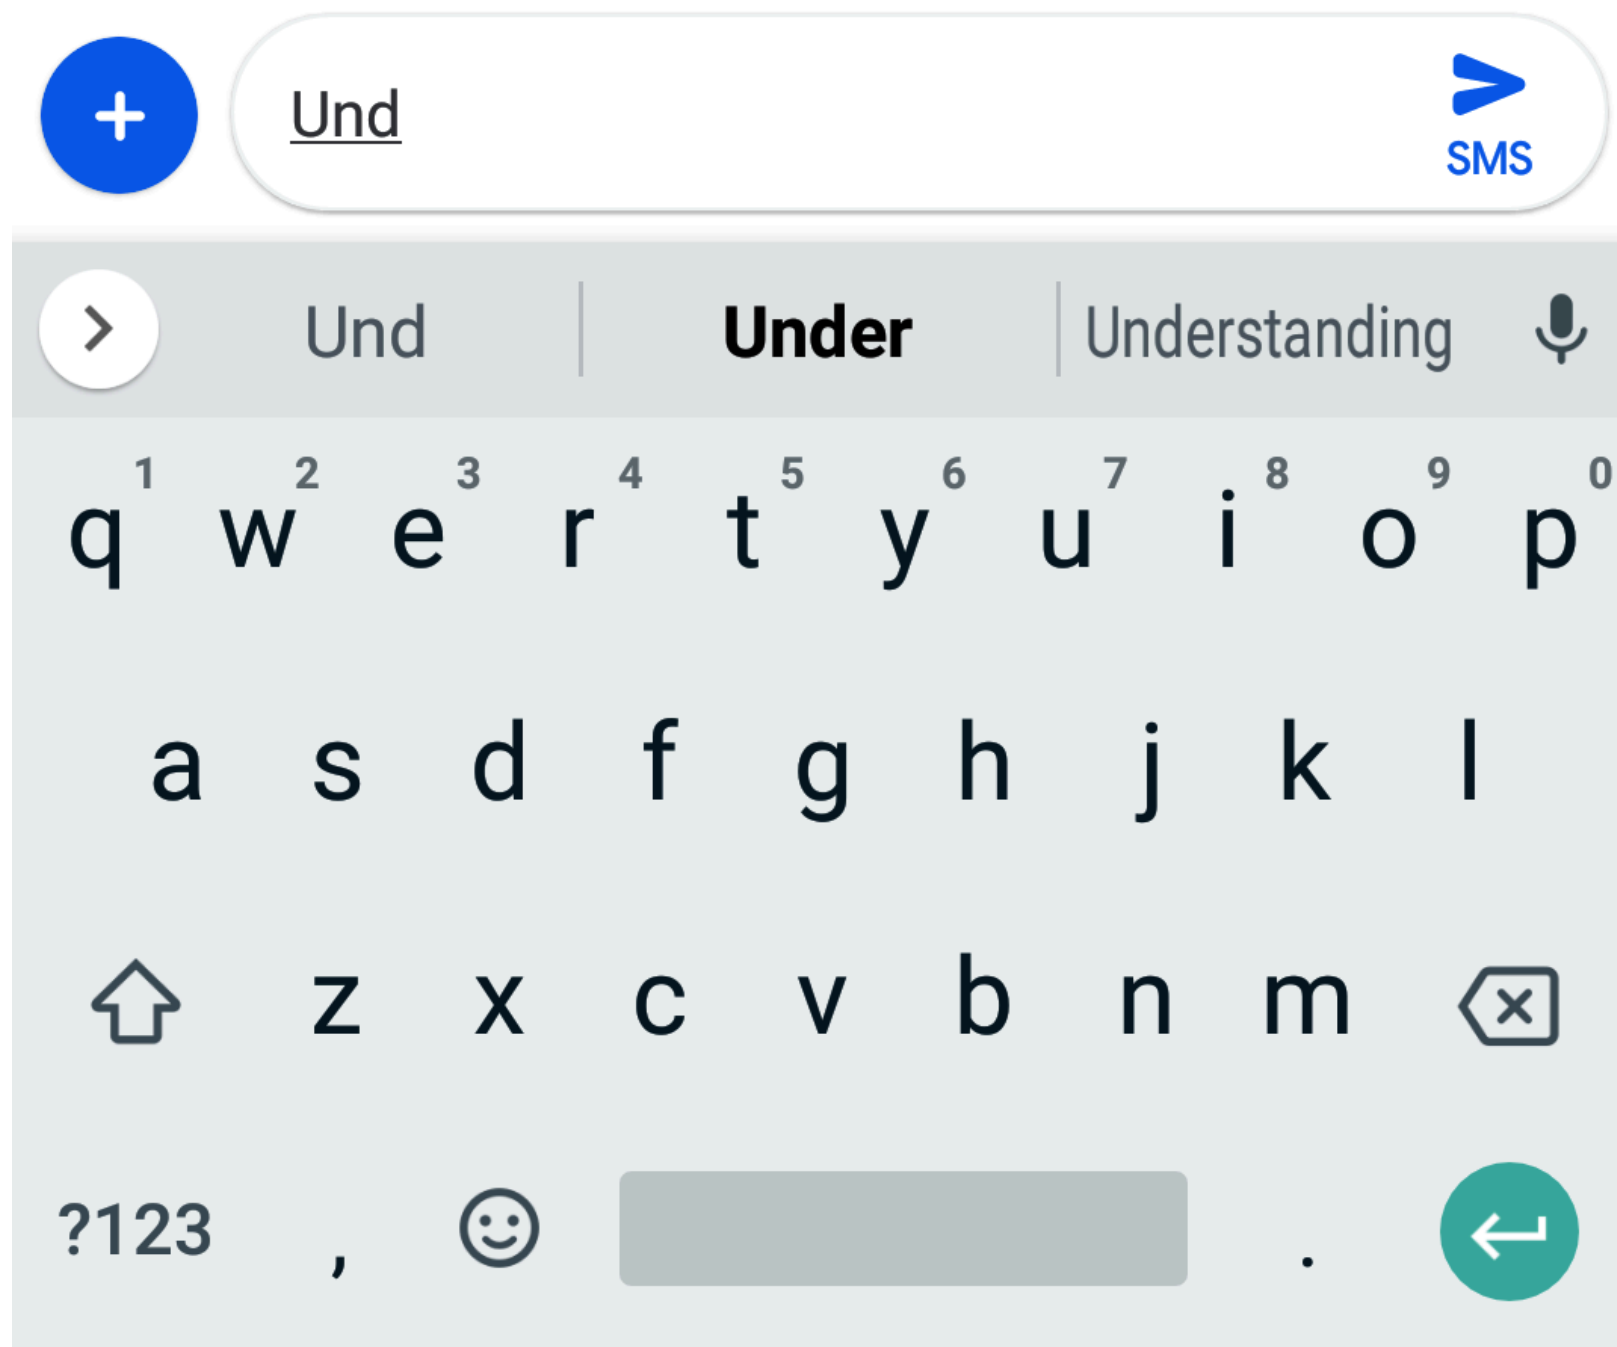 Und
SMS
Und Under Understanding
1 2 3 4 5 6 7 8 9 0
q w e r t y u i o p
a s d f g h j k l
z x c v b n m
?123 , .